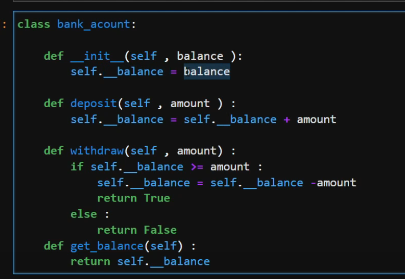 : class bank_acount:
def __init__(self , balance ):
self.__balance = balance
def deposit(self , amount ) :
self.__balance = self.__balance + amount
def withdraw(self , amount) :
if self.__balance >= amount :
self.__balance = self.__balance -amount
return True
else :
return False
def get_balance(self) :
return self.__balance